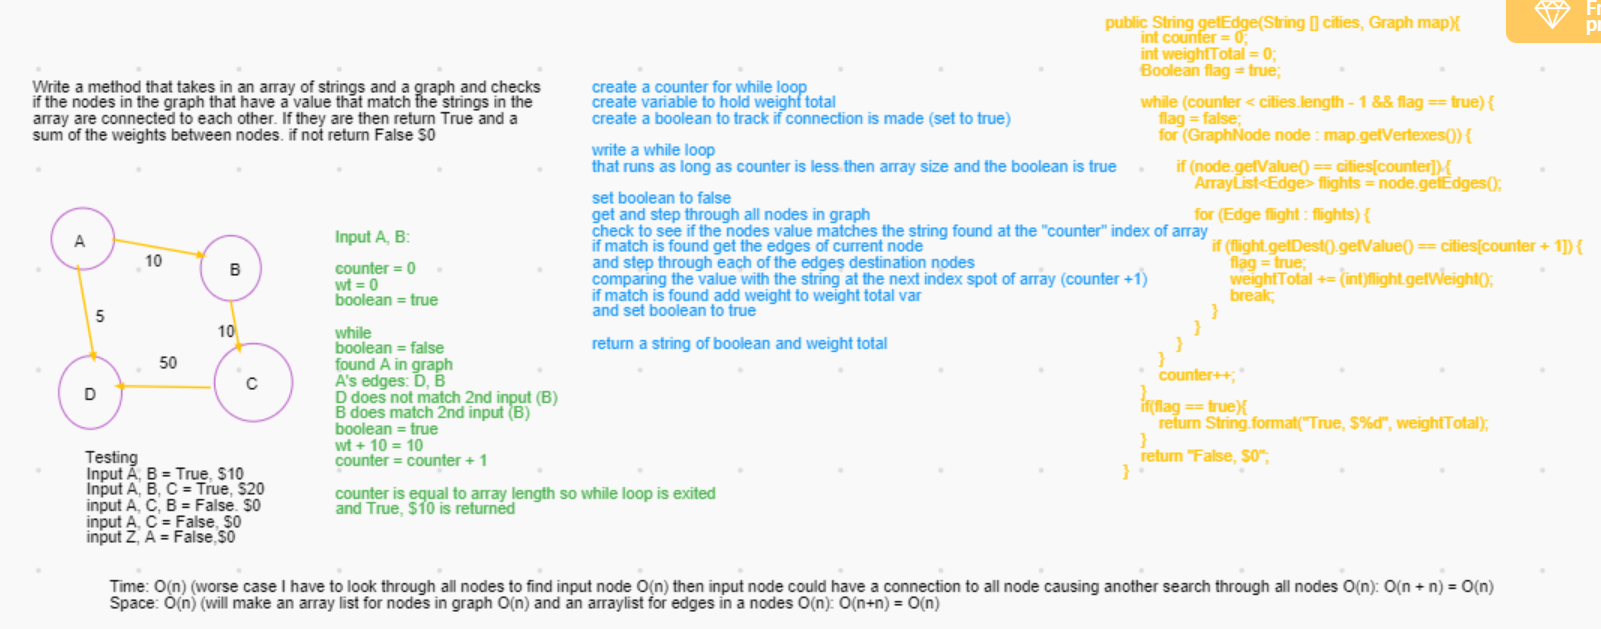 Write a method that takes in an array of strings and a graph and checks
if the nodes in the graph that have a value that match the strings in the
array are connected to each other. If they are then return True and a
sum of the weights between nodes. if not return False $0
A
10
B
5
10
50
D
C
Testing
Input A, B = True, $10
Input A, B, C = True, $20
input A, C, B = False. $0
input A, C = False, $0
input Z, A = False,$0
Input A, B:
counter = 0
wt = 0
boolean = true
while
boolean = false
found A in graph
A's edges: D, B
D does not match 2nd input (B)
B does match 2nd input (B)
boolean = true
wt + 10 = 10
counter = counter + 1
counter is equal to array length so while loop is exited
and True, $10 is returned
create a counter for while loop
create variable to hold weight total
create a boolean to track if connection is made (set to true)
write a while loop
that runs as long as counter is less then array size and the boolean is true
set boolean to false
get and step through all nodes in graph
check to see if the nodes value matches the string found at the "counter" index of array
if match is found get the edges of current node
and step through each of the edges destination nodes
comparing the value with the string at the next index spot of array (counter +1)
if match is found add weight to weight total var
and set boolean to true
return a string of boolean and weight total
public String getEdge(String [] cities, Graph map){
int counter = 0;
int weightTotal = 0;
Boolean flag = true;
while (counter < cities.length - 1 && flag == true) {
flag = false;
for (GraphNode node : map.getVertexes()) {
if (node.getValue() == cities[counter]) {
ArrayList<Edge> flights = node.getEdges();
for (Edge flight : flights) {
if (flight.getDest().getValue() == cities[counter + 1]) {
flag = true;
weightTotal += (int)flight.getWeight();
break;
}
}
}
}
counter++;
}
if(flag == true){
return String.format("True, $%d", weightTotal);
}
return "False, $0";
}
Time: O(n) (worse case I have to look through all nodes to find input node O(n) then input node could have a connection to all node causing another search through all nodes O(n): O(n + n) = O(n)
Space: O(n) (will make an array list for nodes in graph O(n) and an arraylist for edges in a nodes O(n): O(n+n) = O(n)